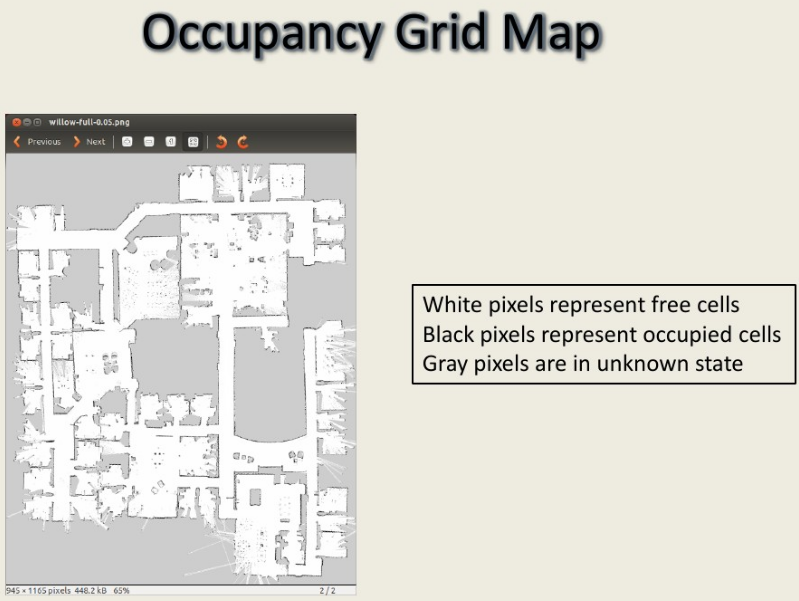 Occupancy Grid Map
willow-full-0.05.png
Previous Next
White pixels represent free cells
Black pixels represent occupied cells
Gray pixels are in unknown state
945 × 1165 pixels 448.2 kB 65% 2 / 2